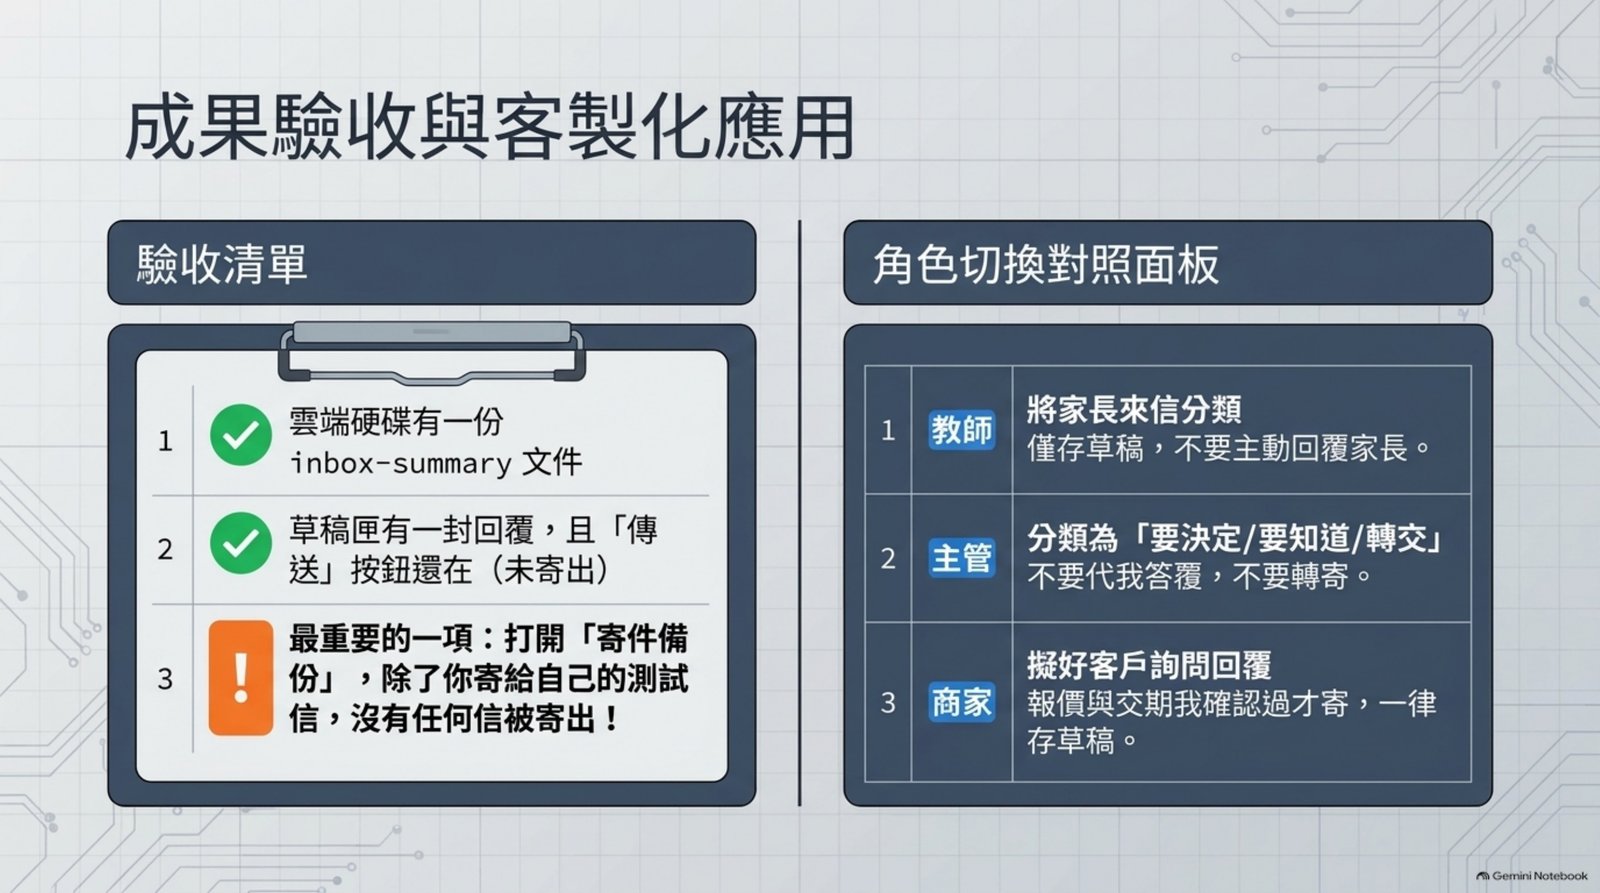 成果驗收與客製化應用
驗收清單
1
雲端硬碟有一份
inbox-summary 文件
2
草稿匣有一封回覆，且「傳
送」按鈕還在（未寄出）
3
!
最重要的一項：打開「寄件備
份」，除了你寄給自己的測試
信，沒有任何信被寄出！
角色切換對照面板
1
教師
將家長來信分類
僅存草稿，不要主動回覆家長。
2
主管
分類為「要決定/要知道/轉交」
不要代我答覆，不要轉寄。
3
商家
擬好客戶詢問回覆
報價與交期我確認過才寄，一律
存草稿。
Gemini Notebook